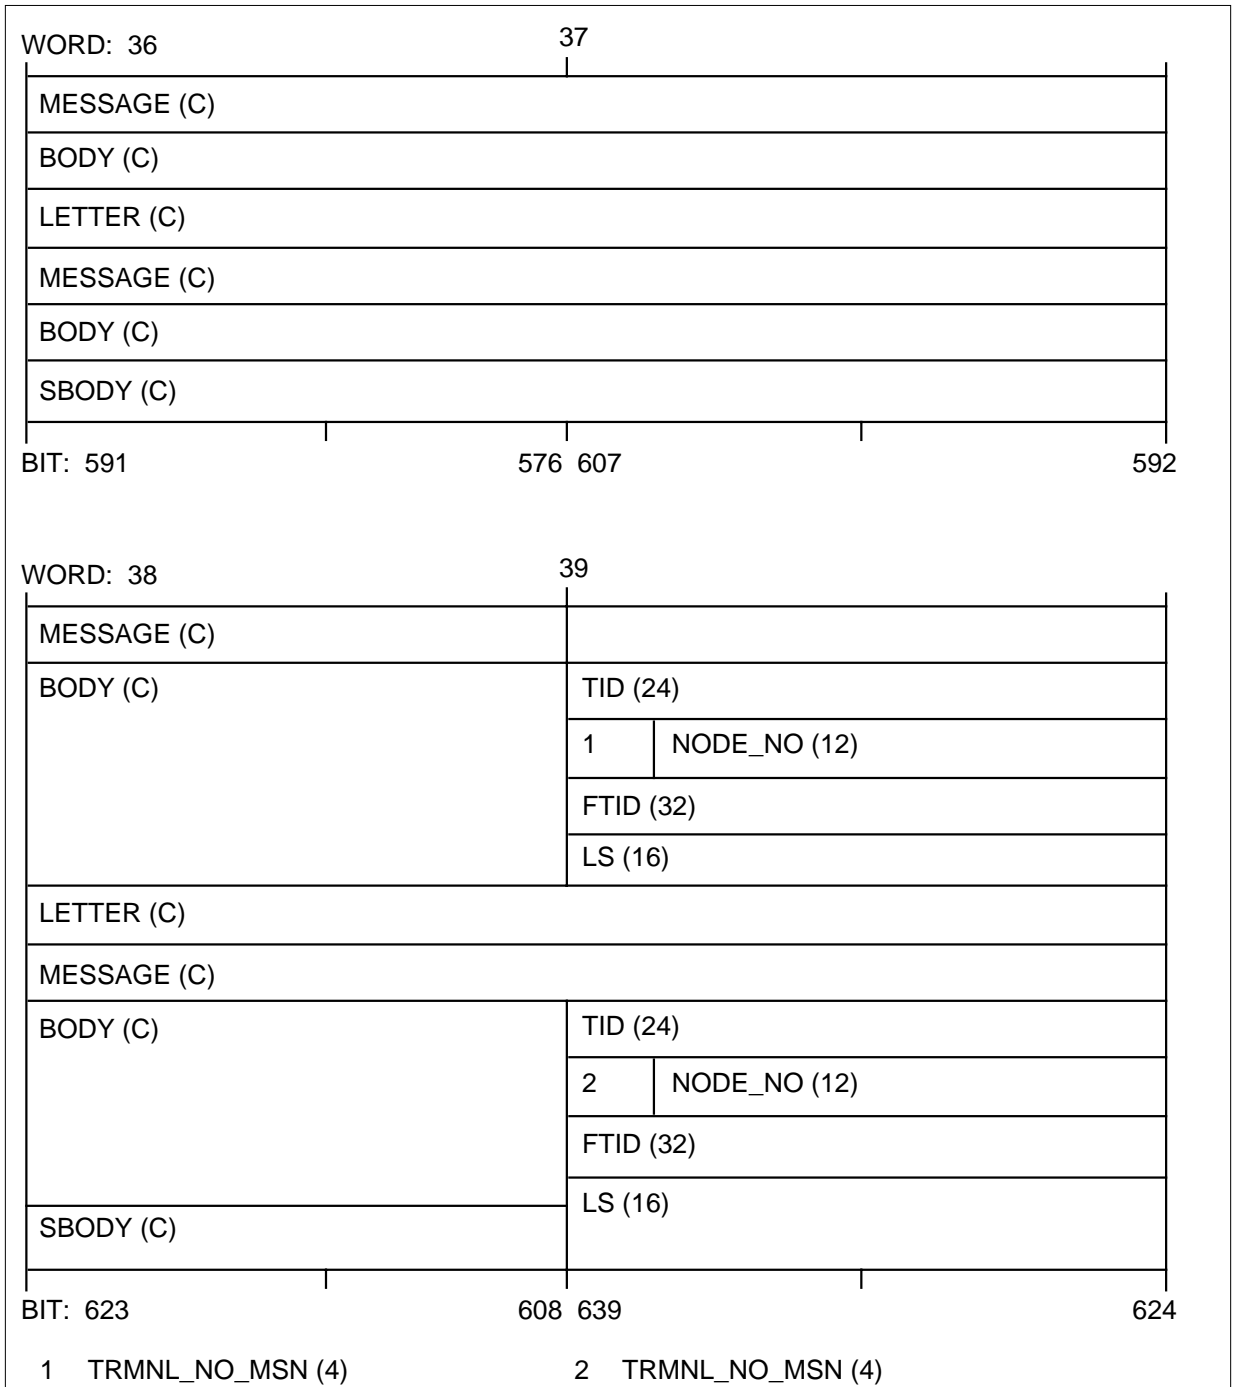 WORD: 36 37
MESSAGE (C)
BODY (C)
LETTER (C)
MESSAGE (C)
BODY (C)
SBODY (C)
BIT: 591 576 607 592
WORD: 38 39
MESSAGE (C)
BODY (C) TID (24)
1 NODE_NO (12)
FTID (32)
LS (16)
LETTER (C)
MESSAGE (C)
BODY (C) TID (24)
2 NODE_NO (12)
FTID (32)
LS (16)
SBODY (C)
BIT: 623 608 639 624
1 TRMNL_NO_MSN (4) 2 TRMNL_NO_MSN (4)